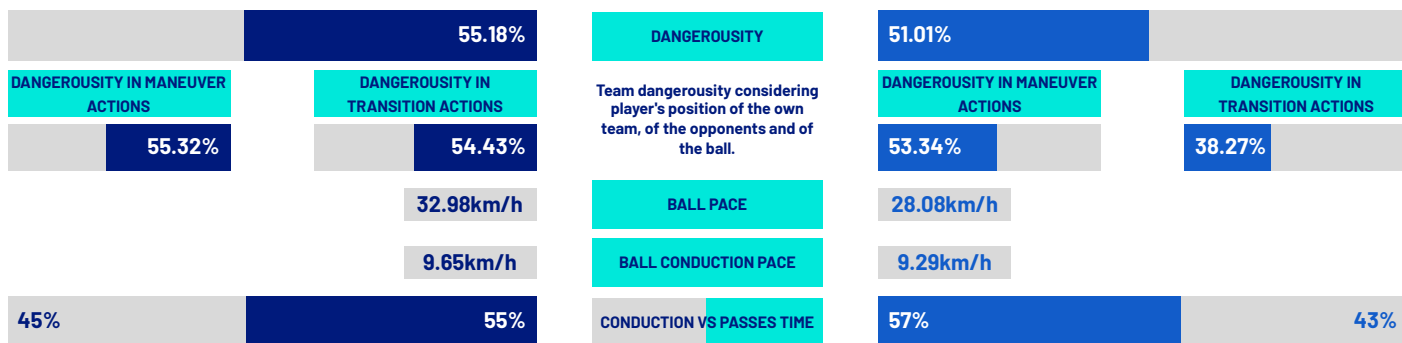 55.18%
DANGEROUSITY
51.01%
DANGEROUSITY IN MANEUVER
ACTIONS
DANGEROUSITY IN
TRANSITION ACTIONS
Team dangerousity considering
player's position of the own
team, of the opponents and of
the ball.
DANGEROUSITY IN MANEUVER
ACTIONS
DANGEROUSITY IN
TRANSITION ACTIONS
55.32%
54.43%
53.34%
38.27%
32.98km/h
BALL PACE
28.08km/h
9.65km/h
BALL CONDUCTION PACE
9.29km/h
45%
55%
CONDUCTION VS PASSES TIME
57%
43%